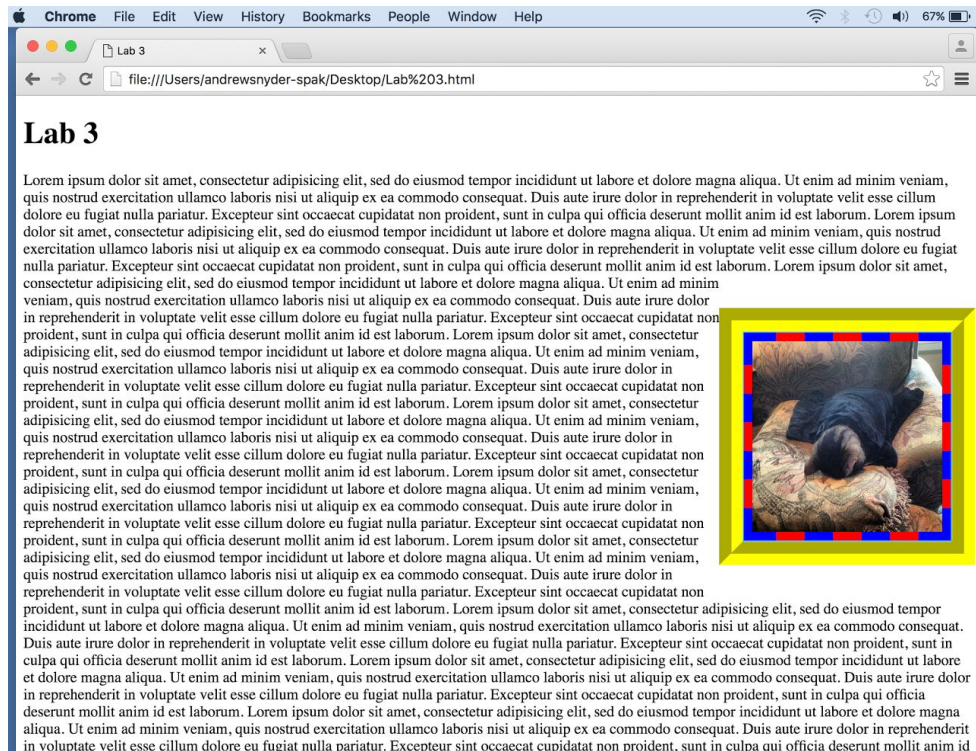 Chrome File Edit View History Bookmarks People Window Help 67%
Lab 3
file:///Users/andrewsnyder-spak/Desktop/Lab%203.html
Lab 3
Lorem ipsum dolor sit amet, consectetur adipisicing elit, sed do eiusmod tempor incididunt ut labore et dolore magna aliqua. Ut enim ad minim veniam,
quis nostrud exercitation ullamco laboris nisi ut aliquip ex ea commodo consequat. Duis aute irure dolor in reprehenderit in voluptate velit esse cillum
dolore eu fugiat nulla pariatur. Excepteur sint occaecat cupidatat non proident, sunt in culpa qui officia deserunt mollit anim id est laborum. Lorem ipsum
dolor sit amet, consectetur adipisicing elit, sed do eiusmod tempor incididunt ut labore et dolore magna aliqua. Ut enim ad minim veniam, quis nostrud
exercitation ullamco laboris nisi ut aliquip ex ea commodo consequat. Duis aute irure dolor in reprehenderit in voluptate velit esse cillum dolore eu fugiat
nulla pariatur. Excepteur sint occaecat cupidatat non proident, sunt in culpa qui officia deserunt mollit anim id est laborum. Lorem ipsum dolor sit amet,
consectetur adipisicing elit, sed do eiusmod tempor incididunt ut labore et dolore magna aliqua. Ut enim ad minim
veniam, quis nostrud exercitation ullamco laboris nisi ut aliquip ex ea commodo consequat. Duis aute irure dolor
in reprehenderit in voluptate velit esse cillum dolore eu fugiat nulla pariatur. Excepteur sint occaecat cupidatat non
proident, sunt in culpa qui officia deserunt mollit anim id est laborum. Lorem ipsum dolor sit amet, consectetur
adipisicing elit, sed do eiusmod tempor incididunt ut labore et dolore magna aliqua. Ut enim ad minim veniam,
quis nostrud exercitation ullamco laboris nisi ut aliquip ex ea commodo consequat. Duis aute irure dolor in
reprehenderit in voluptate velit esse cillum dolore eu fugiat nulla pariatur. Excepteur sint occaecat cupidatat non
proident, sunt in culpa qui officia deserunt mollit anim id est laborum. Lorem ipsum dolor sit amet, consectetur
adipisicing elit, sed do eiusmod tempor incididunt ut labore et dolore magna aliqua. Ut enim ad minim veniam,
quis nostrud exercitation ullamco laboris nisi ut aliquip ex ea commodo consequat. Duis aute irure dolor in
reprehenderit in voluptate velit esse cillum dolore eu fugiat nulla pariatur. Excepteur sint occaecat cupidatat non
proident, sunt in culpa qui officia deserunt mollit anim id est laborum. Lorem ipsum dolor sit amet, consectetur
adipisicing elit, sed do eiusmod tempor incididunt ut labore et dolore magna aliqua. Ut enim ad minim veniam,
quis nostrud exercitation ullamco laboris nisi ut aliquip ex ea commodo consequat. Duis aute irure dolor in
reprehenderit in voluptate velit esse cillum dolore eu fugiat nulla pariatur. Excepteur sint occaecat cupidatat non
proident, sunt in culpa qui officia deserunt mollit anim id est laborum. Lorem ipsum dolor sit amet, consectetur
adipisicing elit, sed do eiusmod tempor incididunt ut labore et dolore magna aliqua. Ut enim ad minim veniam,
quis nostrud exercitation ullamco laboris nisi ut aliquip ex ea commodo consequat. Duis aute irure dolor in
reprehenderit in voluptate velit esse cillum dolore eu fugiat nulla pariatur. Excepteur sint occaecat cupidatat non
proident, sunt in culpa qui officia deserunt mollit anim id est laborum. Lorem ipsum dolor sit amet, consectetur adipisicing elit, sed do eiusmod tempor
incididunt ut labore et dolore magna aliqua. Ut enim ad minim veniam, quis nostrud exercitation ullamco laboris nisi ut aliquip ex ea commodo consequat.
Duis aute irure dolor in reprehenderit in voluptate velit esse cillum dolore eu fugiat nulla pariatur. Excepteur sint occaecat cupidatat non proident, sunt in
culpa qui officia deserunt mollit anim id est laborum. Lorem ipsum dolor sit amet, consectetur adipisicing elit, sed do eiusmod tempor incididunt ut labore
et dolore magna aliqua. Ut enim ad minim veniam, quis nostrud exercitation ullamco laboris nisi ut aliquip ex ea commodo consequat. Duis aute irure dolor
in reprehenderit in voluptate velit esse cillum dolore eu fugiat nulla pariatur. Excepteur sint occaecat cupidatat non proident, sunt in culpa qui officia
deserunt mollit anim id est laborum. Lorem ipsum dolor sit amet, consectetur adipisicing elit, sed do eiusmod tempor incididunt ut labore et dolore magna
aliqua. Ut enim ad minim veniam, quis nostrud exercitation ullamco laboris nisi ut aliquip ex ea commodo consequat. Duis aute irure dolor in reprehenderit
in voluptate velit esse cillum dolore eu fugiat nulla pariatur. Excepteur sint occaecat cupidatat non proident, sunt in culpa qui officia deserunt mollit anim id